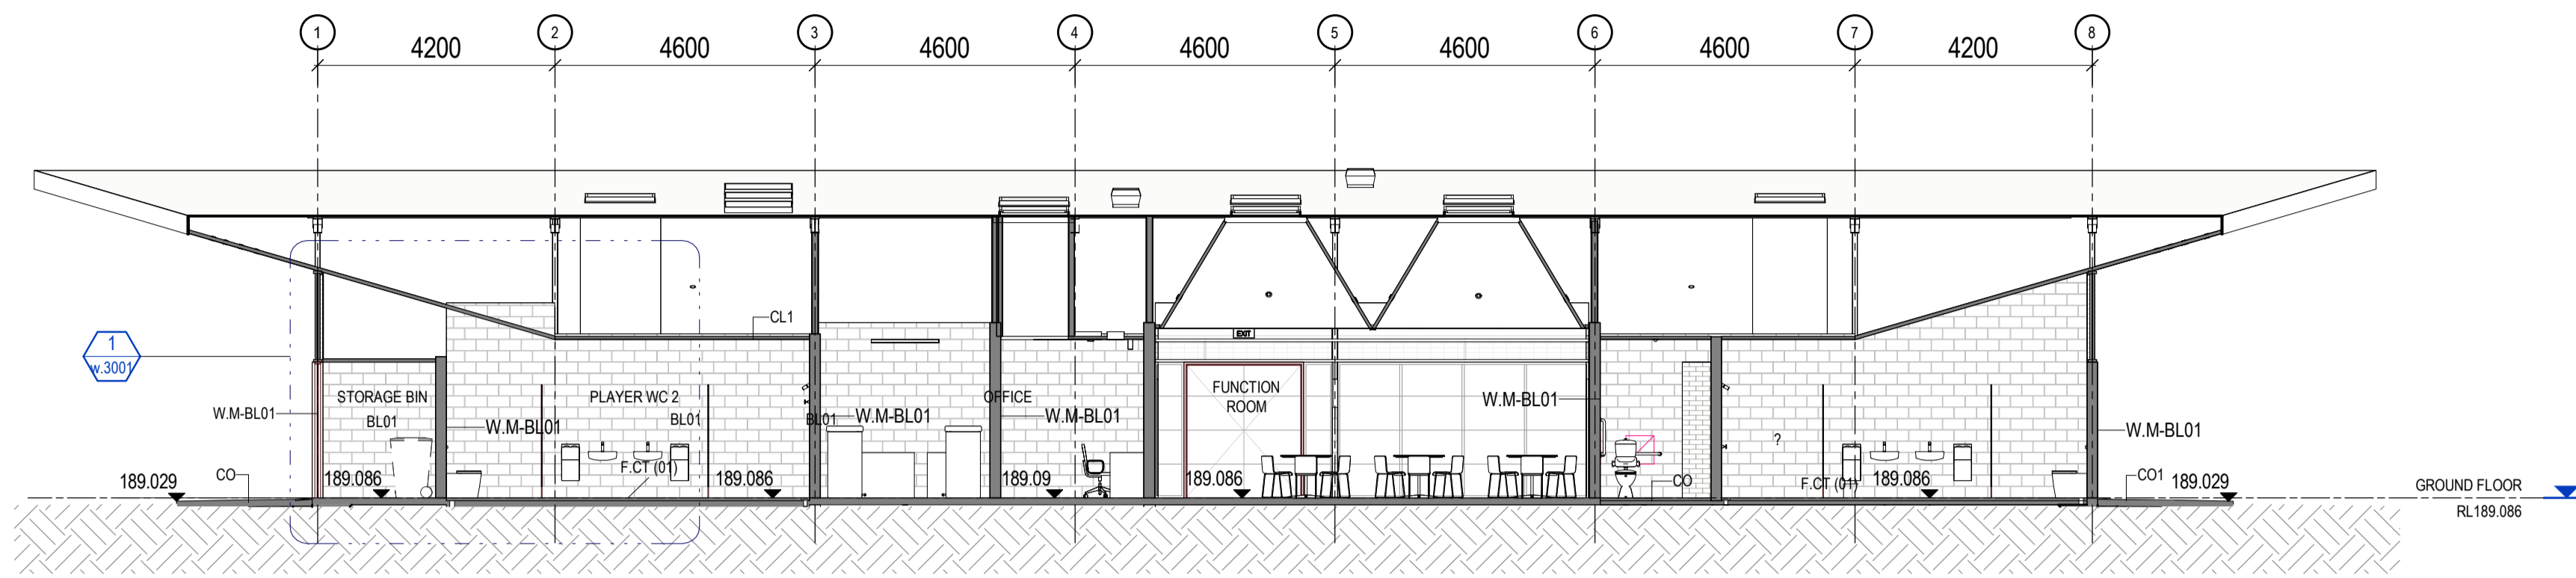 1 2 3 4 5 6 7 8
4200 4600 4600 4600 4600 4600 4200
EXIT
CL1
1
w.3001
STORAGE BIN
PLAYER WC 2
OFFICE
FUNCTION
ROOM
W.M-BL01
BL01
W.M-BL01
BL01
BL01
W.M-BL01
W.M-BL01
W.M-BL01
?
W.M-BL01
F.CT (01)
189.029
CO
189.086
189.086
189.09
189.086
CO
F.CT (01)
189.086
CO1
189.029
GROUND FLOOR
RL189.086